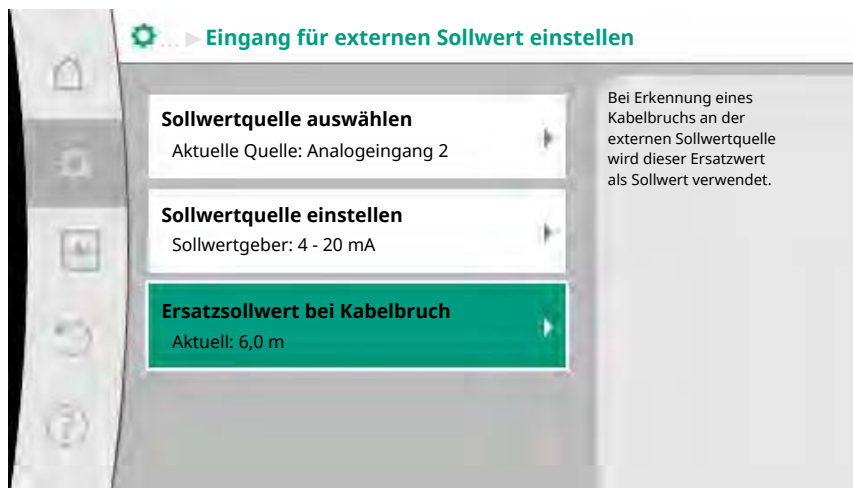 ... ▶ Eingang für externen Sollwert einstellen
Sollwertquelle auswählen
Aktuelle Quelle: Analogeingang 2
Sollwertquelle einstellen
Sollwertgeber: 4 - 20 mA
Ersatzsollwert bei Kabelbruch
Aktuell: 6,0 m
Bei Erkennung eines
Kabelbruchs an der
externen Sollwertquelle
wird dieser Ersatzwert
als Sollwert verwendet.